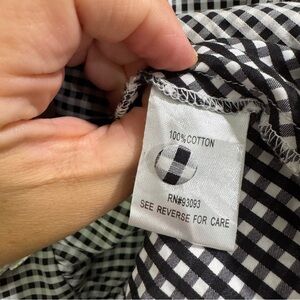 100% COTTON
RN#93093
SEE REVERSE FOR CARE